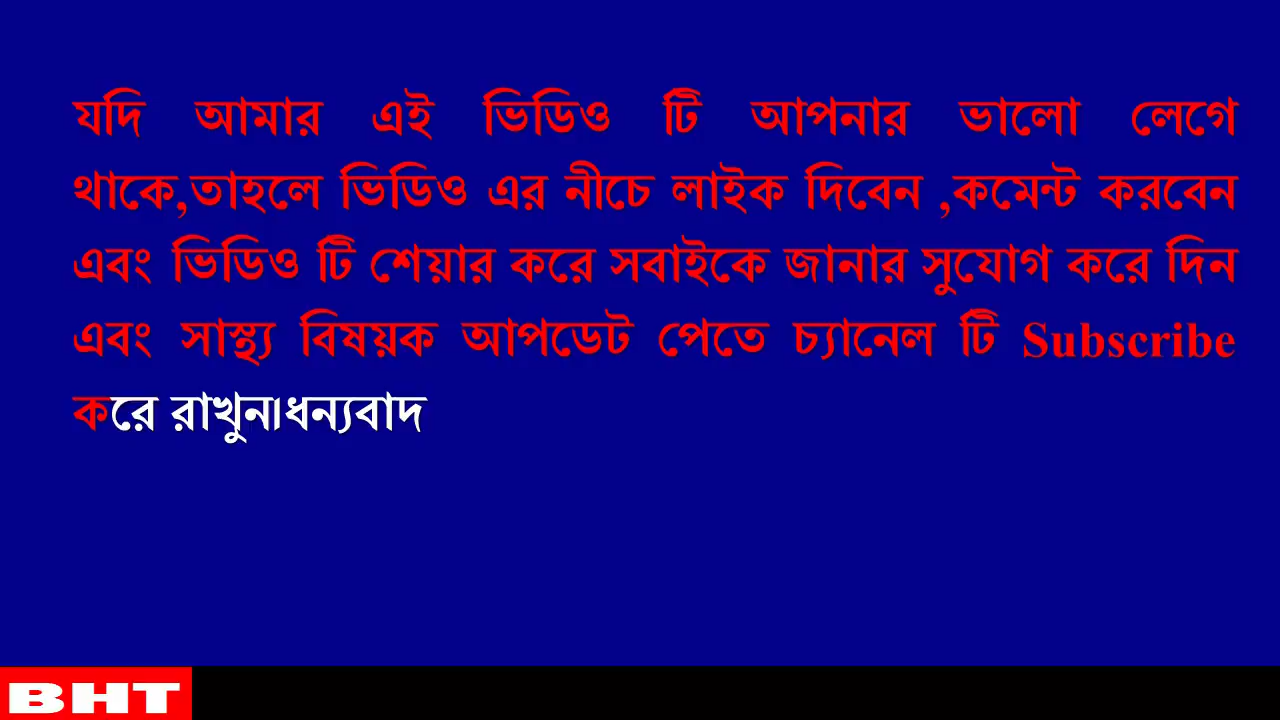 যদি আমার এই ভিডিও টি আপনার ভালো লেগে
থাকে,তাহলে ভিডিও এর নীচে লাইক দিবেন ,কমেন্ট করবেন
এবং ভিডিও টি শেয়ার করে সবাইকে জানার সুযোগ করে দিন
এবং সাস্থ্য বিষয়ক আপডেট পেতে চ্যানেল টি Subscribe
করে রাখুন।ধন্যবাদ
BHT